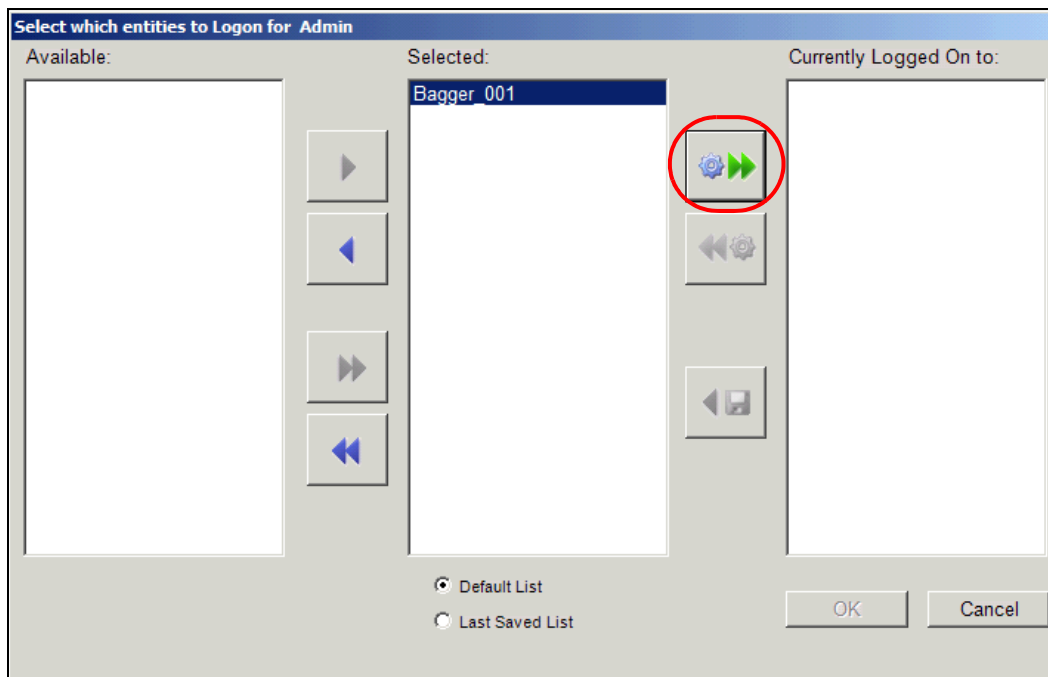 Select which entities to Logon for  Admin
Available:
Selected:
Currently Logged On to:
Bagger_001
Default List
Last Saved List
OK
Cancel